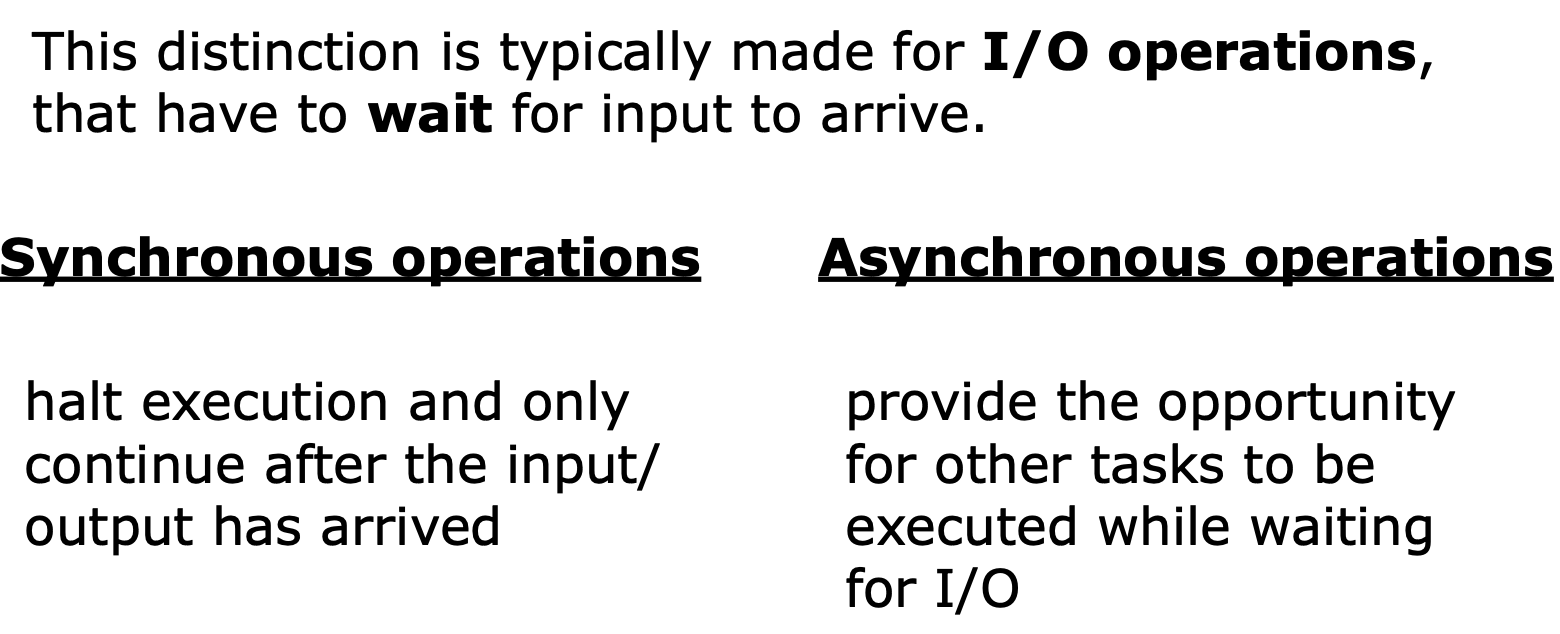 This distinction is typically made for I/O operations,
that have to wait for input to arrive.
Synchronous operations
halt execution and only
continue after the input/
output has arrived
Asynchronous operations
provide the opportunity
for other tasks to be
executed while waiting
for I/O